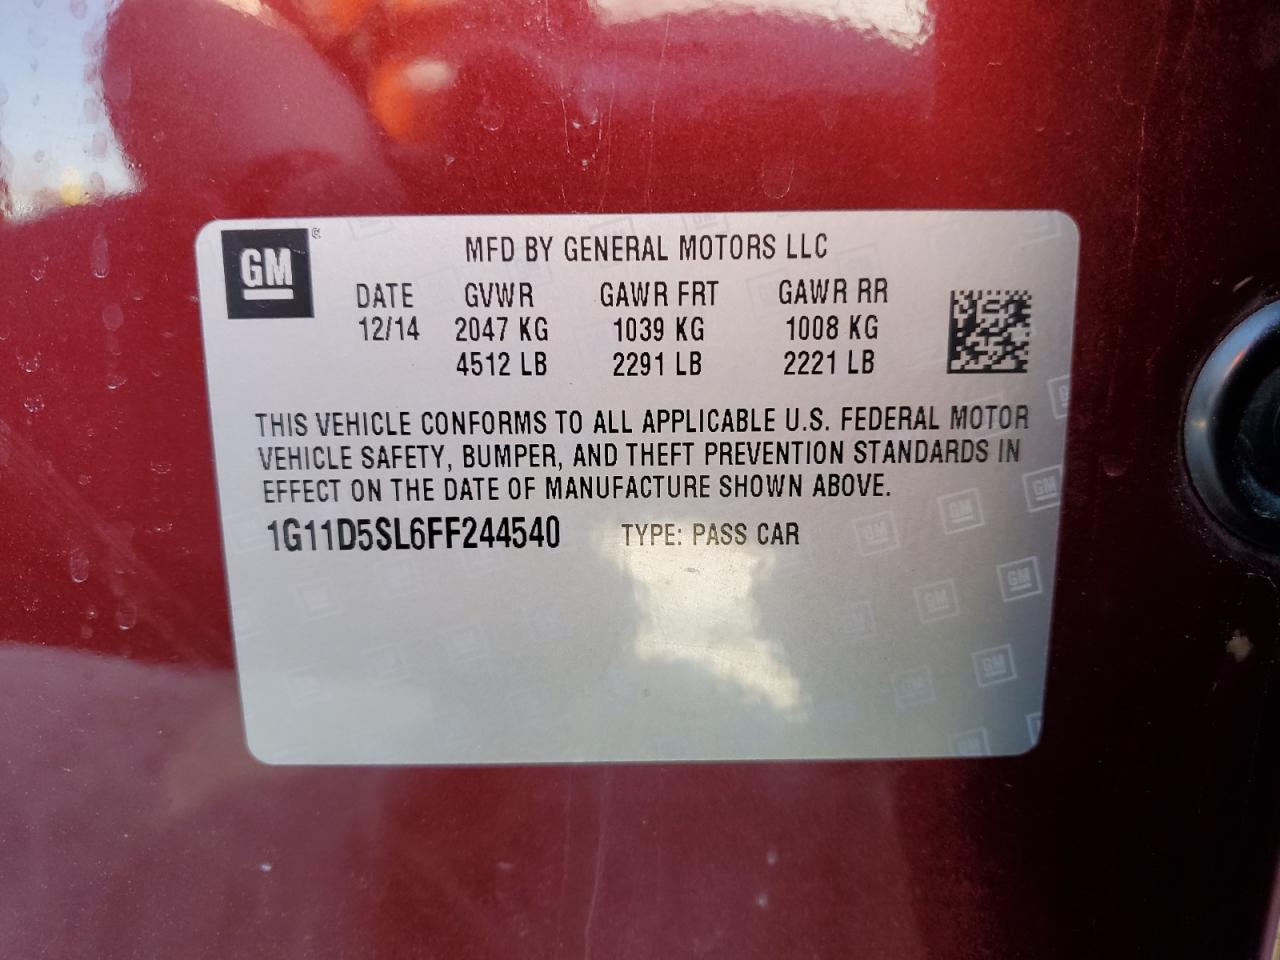 GM
MFD BY GENERAL MOTORS LLC
DATE GVWR GAWR FRT GAWR RR
12/14 2047 KG 1039 KG 1008 KG
4512 LB 2291 LB 2221 LB
THIS VEHICLE CONFORMS TO ALL APPLICABLE U.S. FEDERAL MOTOR
VEHICLE SAFETY, BUMPER, AND THEFT PREVENTION STANDARDS IN
EFFECT ON THE DATE OF MANUFACTURE SHOWN ABOVE.
1G11D5SL6FF244540 TYPE: PASS CAR